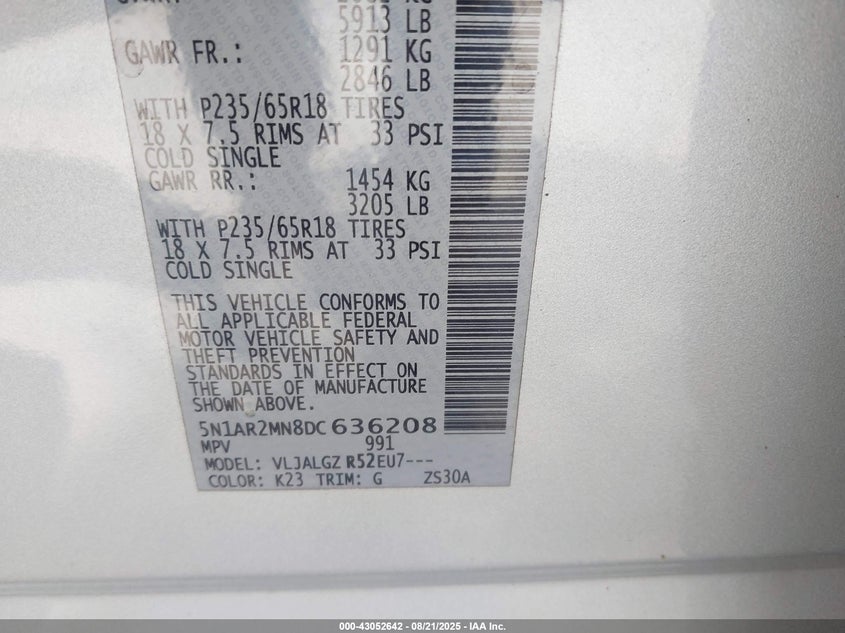 5913 LB
GAWR FR.: 1291 KG
2846 LB
WITH P235/65R18 TIRES
18 X 7.5 RIMS AT 33 PSI
COLD SINGLE
GAWR RR.: 1454 KG
3205 LB
WITH P235/65R18 TIRES
18 X 7.5 RIMS AT 33 PSI
COLD SINGLE
THIS VEHICLE CONFORMS TO
ALL APPLICABLE FEDERAL
MOTOR VEHICLE SAFETY AND
THEFT PREVENTION
STANDARDS IN EFFECT ON
THE DATE OF MANUFACTURE
SHOWN ABOVE.
5N1AR2MN8DC 636208
MPV 991
MODEL: VLJALGZ R52EU7---
COLOR: K23 TRIM: G ZS30A
000-43052642 - 08/21/2025 - IAA Inc.